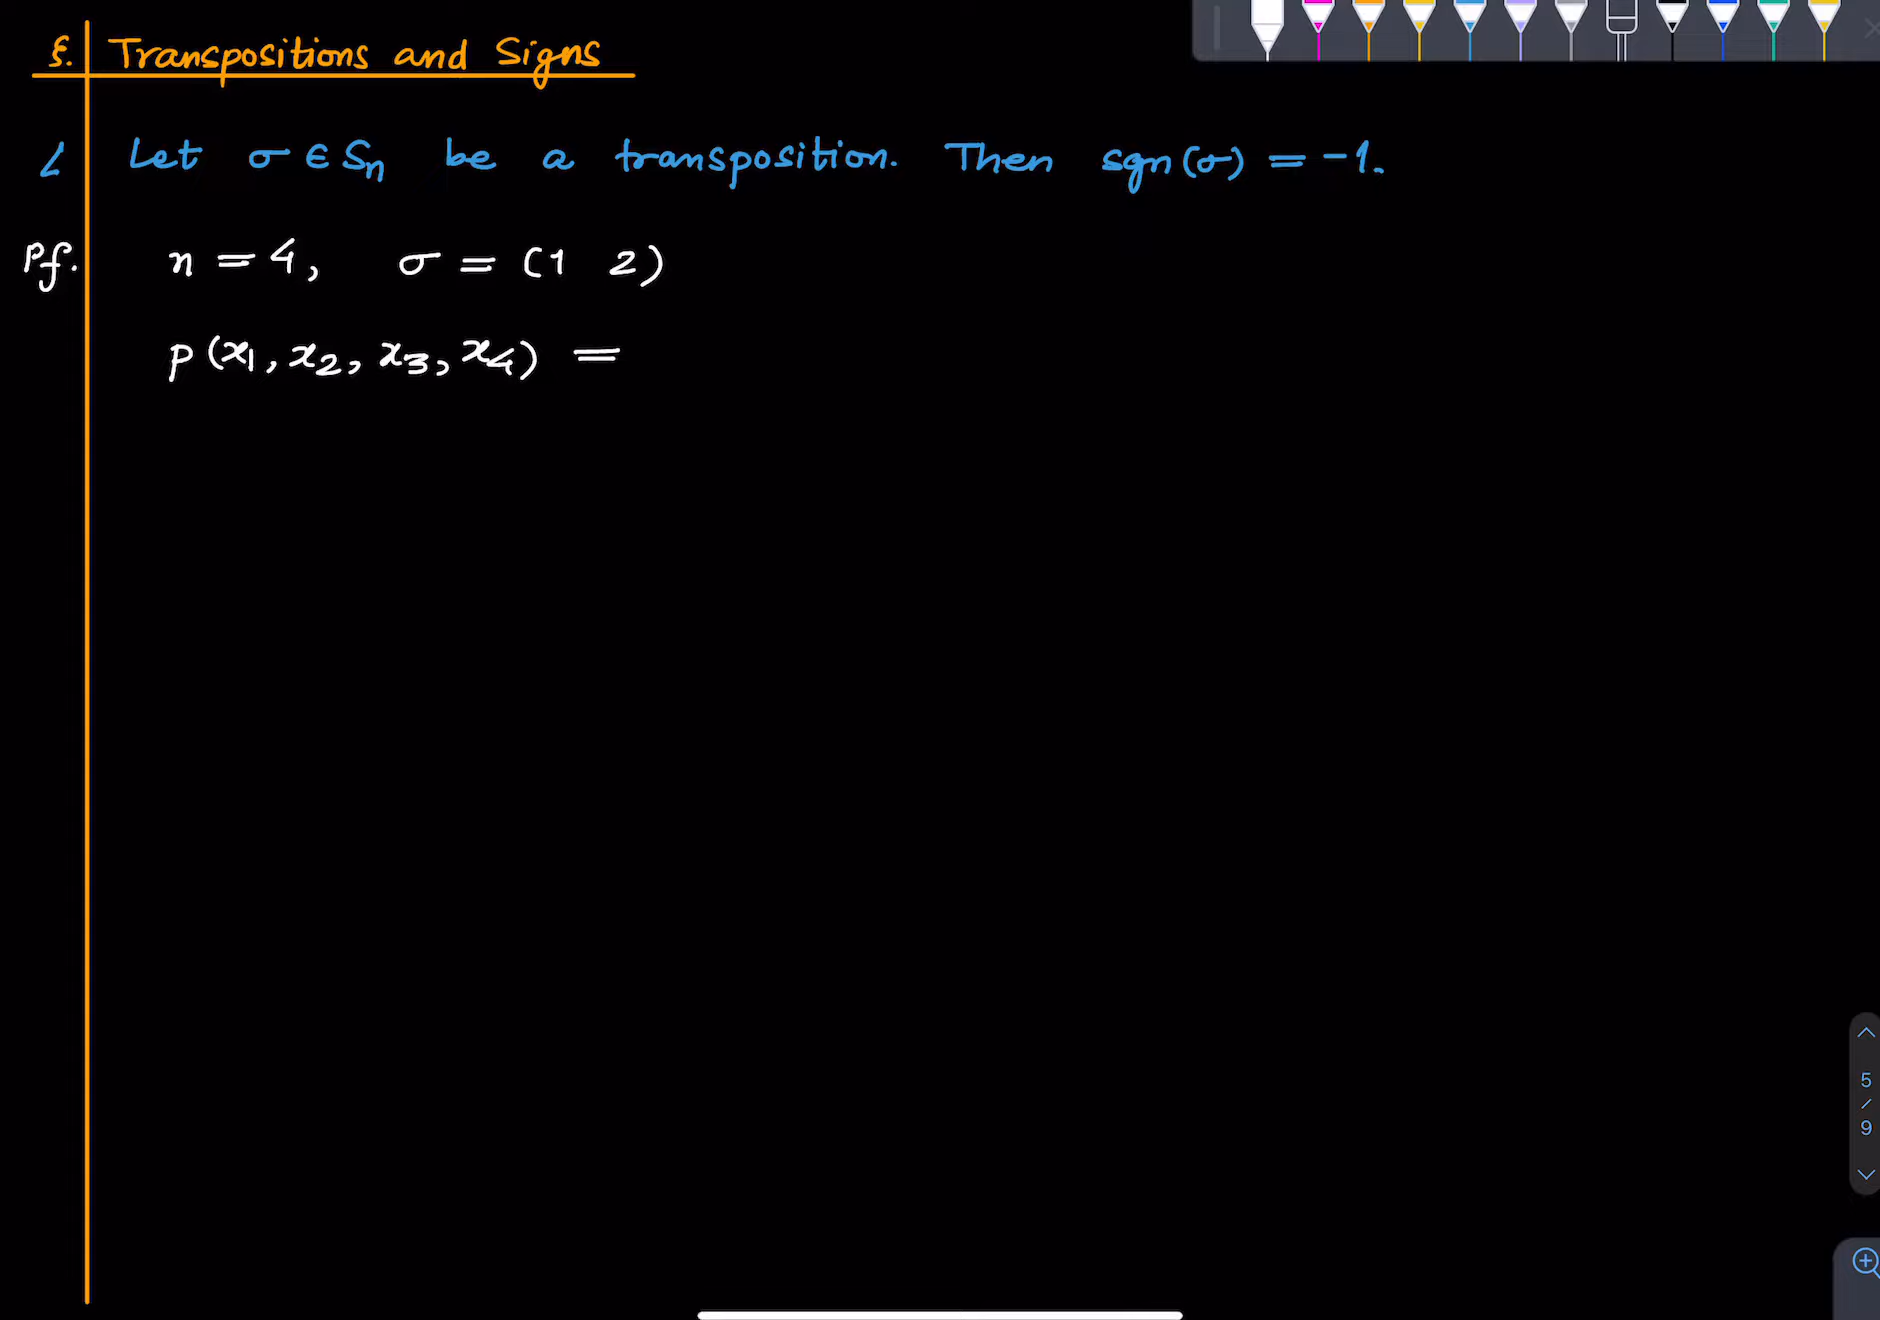 §. Transpositions and Signs
L Let σ ∈ Sₙ be a transposition. Then sgn(σ) = -1.
Pf. n = 4, σ = (1 2)
p(x₁, x₂, x₃, x₄) =
5
/
9